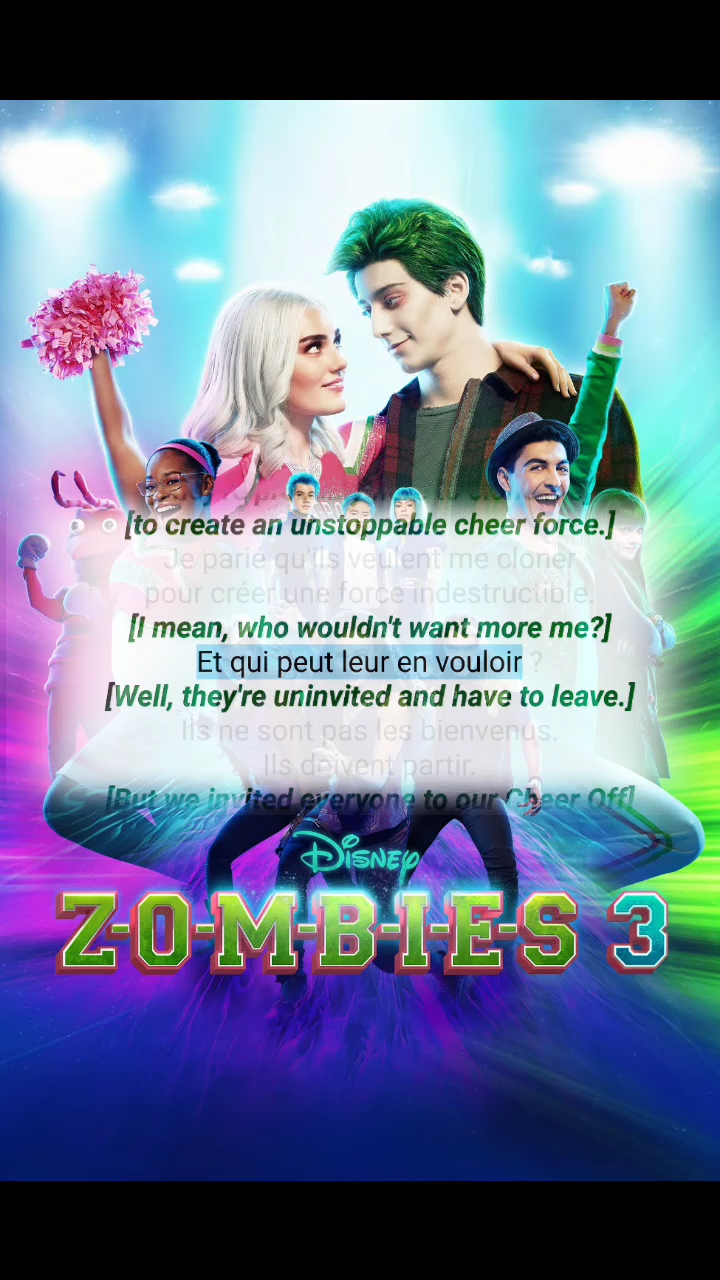 [to create an unstoppable cheer force.]
Je parie qu'ils veulent me cloner
pour créer une force indestructible.
[I mean, who wouldn't want more me?]
Et qui peut leur en vouloir ?
[Well, they're uninvited and have to leave.]
Ils ne sont pas les bienvenus.
Ils doivent partir.
[But we invited everyone to our Cheer Off!]
Disney
Z-O-M-B-I-E-S 3